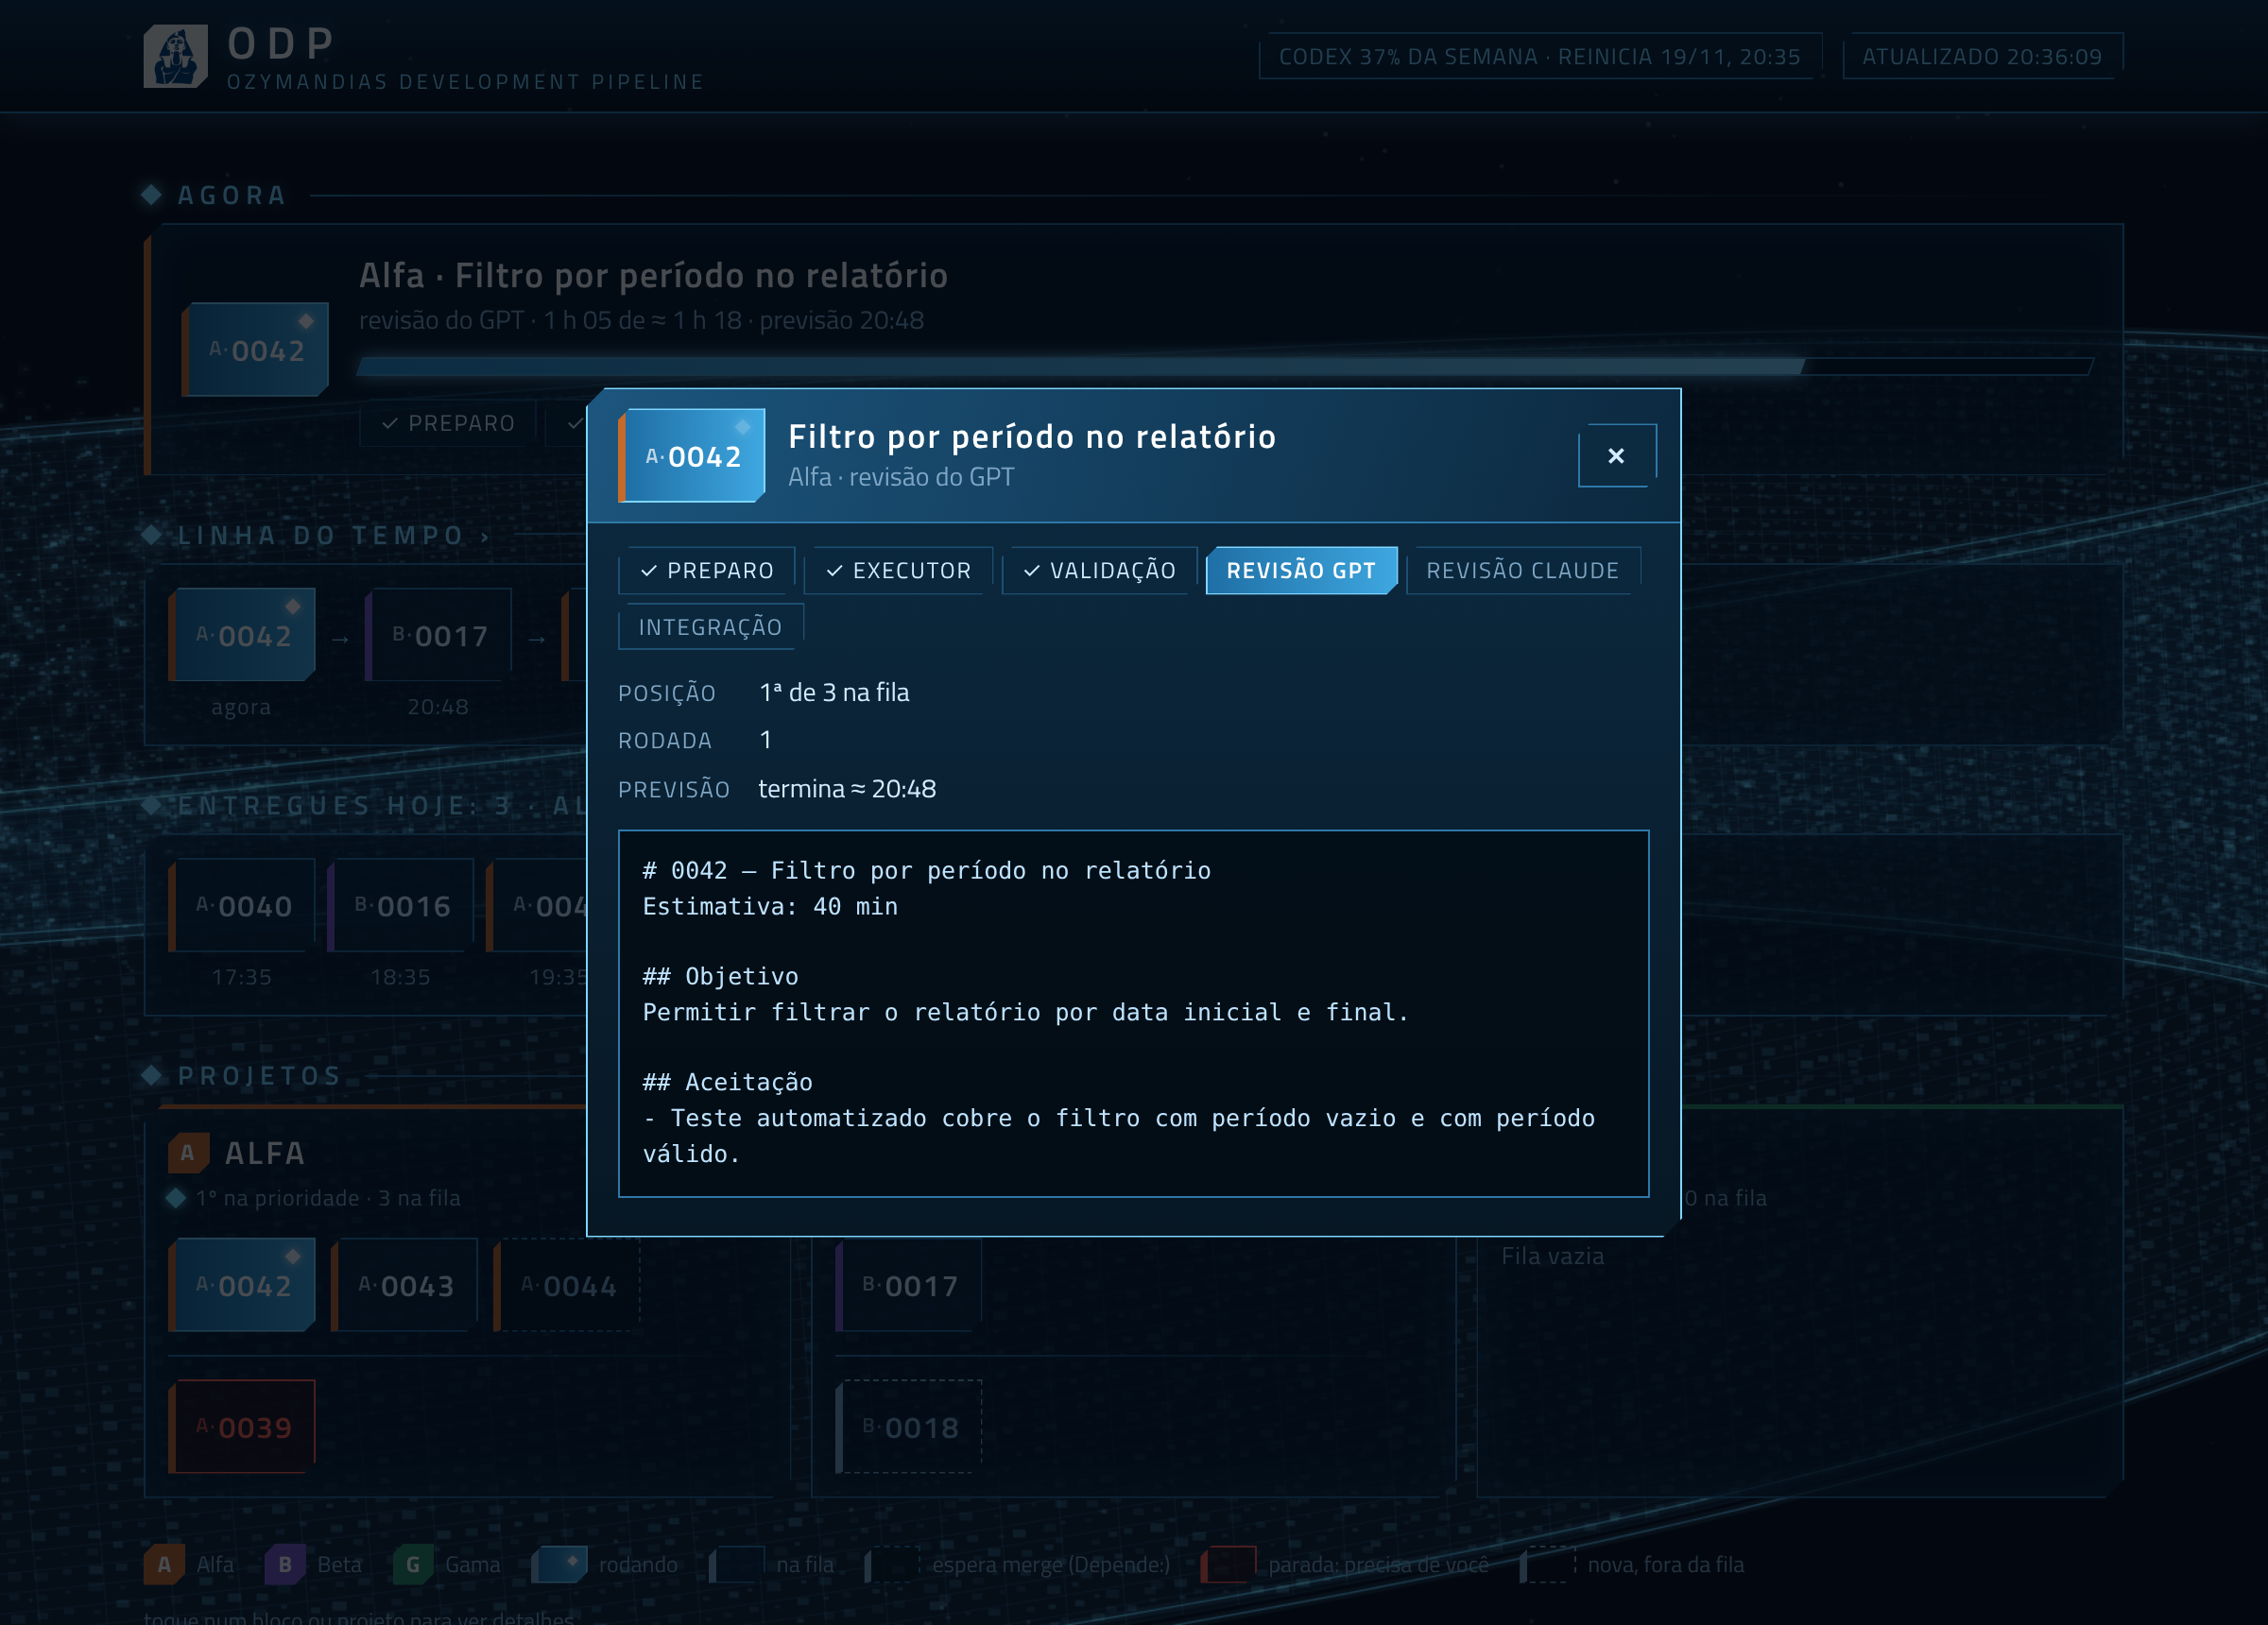 ODP
OZYMANDIAS DEVELOPMENT PIPELINE
CODEX 37% DA SEMANA · REINICIA 19/11, 20:35
ATUALIZADO 20:36:09
AGORA
A·0042
Alfa · Filtro por período no relatório
revisão do GPT · 1 h 05 de ≈ 1 h 18 · previsão 20:48
✓ PREPARO
✓
A·0042
Filtro por período no relatório
Alfa · revisão do GPT
×
✓ PREPARO
✓ EXECUTOR
✓ VALIDAÇÃO
REVISÃO GPT
REVISÃO CLAUDE
INTEGRAÇÃO
POSIÇÃO 1ª de 3 na fila
RODADA 1
PREVISÃO termina ≈ 20:48
# 0042 — Filtro por período no relatório
Estimativa: 40 min
## Objetivo
Permitir filtrar o relatório por data inicial e final.
## Aceitação
- Teste automatizado cobre o filtro com período vazio e com período
válido.
LINHA DO TEMPO ›
A·0042 → B·0017 →
agora 20:48
ENTREGUES HOJE: 3 · AL
A·0040 B·0016 A·004
17:35 18:35 19:35
PROJETOS
A ALFA
1º na prioridade · 3 na fila
A·0042 A·0043 A·0044
A·0039
B·0017
B·0018
0 na fila
Fila vazia
A Alfa B Beta G Gama rodando na fila espera merge (Depende:) parada: precisa de você nova, fora da fila
toque num bloco ou projeto para ver detalhes